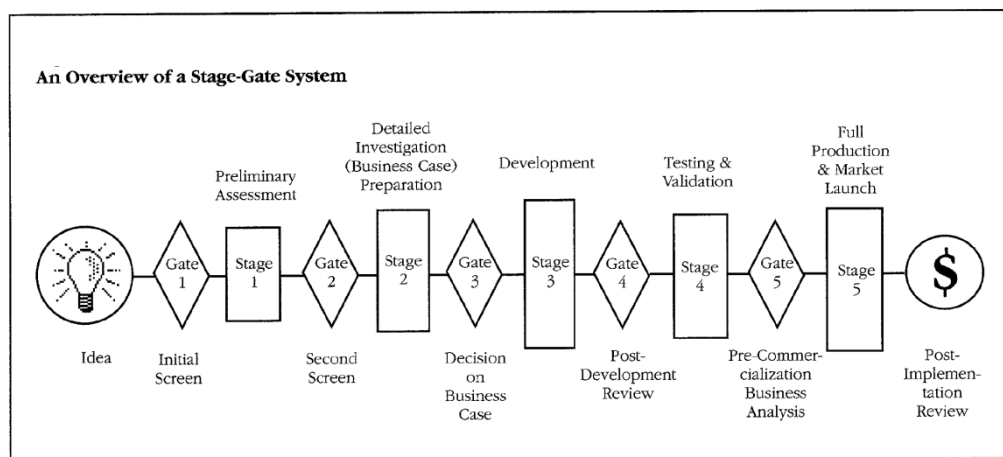 An Overview of a Stage-Gate System
Detailed
Investigation
(Business Case)
Preparation
Full
Production
& Market
Launch
Development
Testing &
Validation
Preliminary
Assessment
Gate
1
Stage
1
Gate
2
Stage
2
Gate
3
Stage
3
Gate
4
Stage
4
Gate
5
Stage
5
$
Idea
Initial
Screen
Second
Screen
Decision
on
Business
Case
Post-
Development
Review
Pre-Commer-
cialization
Business
Analysis
Post-
Implemen-
tation
Review